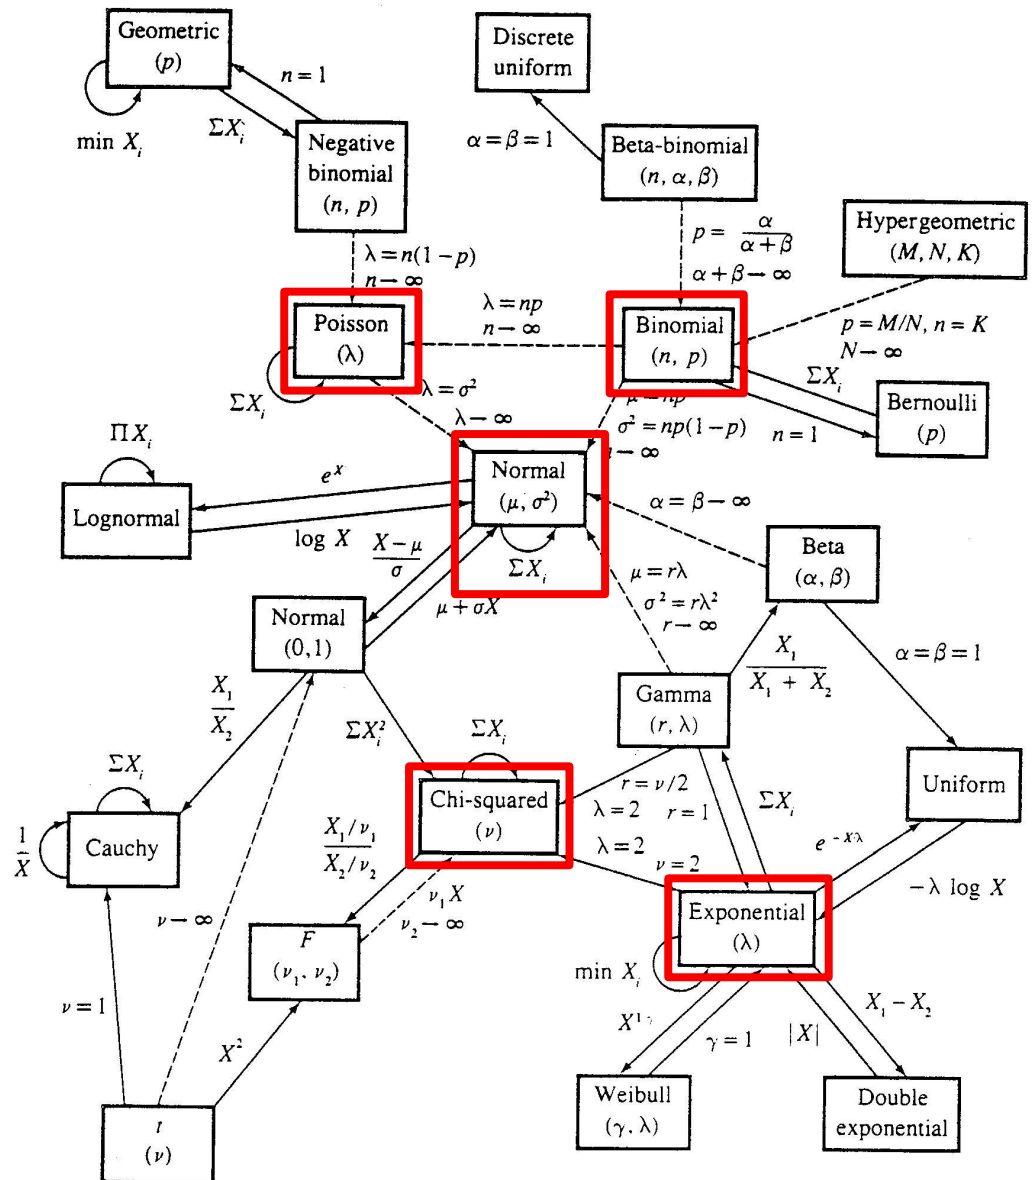 Geometric
(p)
min X_i
n = 1
ΣX_i
Negative
binomial
(n, p)
Discrete
uniform
α = β = 1
Beta-binomial
(n, α, β)
p = α/(α + β)
α + β → ∞
Hypergeometric
(M, N, K)
λ = n(1 − p)
n → ∞
Poisson
(λ)
λ = np
n → ∞
Binomial
(n, p)
p = M/N, n = K
N → ∞
ΣX_i
Bernoulli
(p)
n = 1
ΣX_i
λ = σ²
λ → ∞
μ = np
σ² = np(1 − p)
n → ∞
ΠX_i
Lognormal
e^X
log X
Normal
(μ, σ²)
ΣX_i
α = β → ∞
Beta
(α, β)
(X − μ)/σ
μ + σX
μ = rλ
σ² = rλ²
r → ∞
Normal
(0,1)
X_1/(X_1 + X_2)
α = β = 1
Gamma
(r, λ)
X_1/X_2
ΣX_i²
ΣX_i
ΣX_i
Chi-squared
(ν)
r = ν/2
λ = 2
r = 1
ΣX_i
Uniform
1/X
Cauchy
(X_1/ν_1)/(X_2/ν_2)
λ = 2
ν = 2
e^{−Xλ}
−λ log X
ν_1X
ν_2 → ∞
ν → ∞
F
(ν_1, ν_2)
Exponential
(λ)
min X_i
ν = 1
X²
X^{1/γ}
γ = 1
|X|
X_1 − X_2
t
(ν)
Weibull
(γ, λ)
Double
exponential